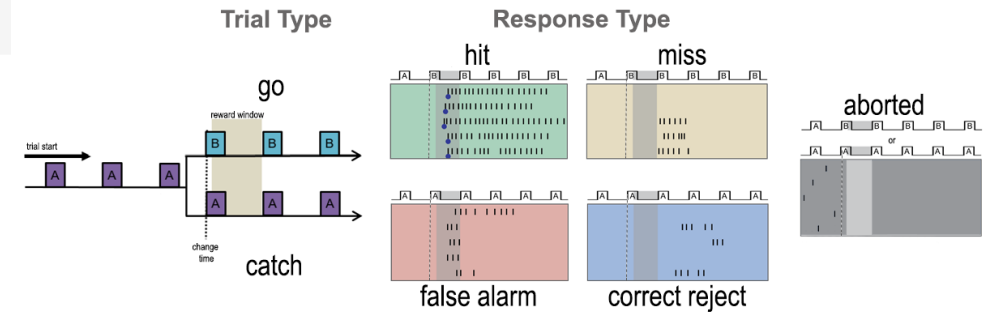 Trial Type
Response Type
go
reward window
trial start
B B B
A A A
A A A
change
time
catch
hit
A B B B B
miss
A B B B B
false alarm
A A A A A
correct reject
A A A A A
aborted
A B B B B
or
A A A A A